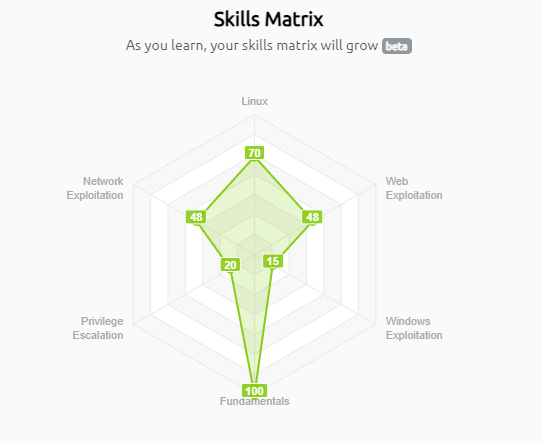 Skills Matrix
As you learn, your skills matrix will grow beta
Linux
70
Network
Exploitation
Web
Exploitation
48
48
20
15
Privilege
Escalation
Windows
Exploitation
100
Fundamentals